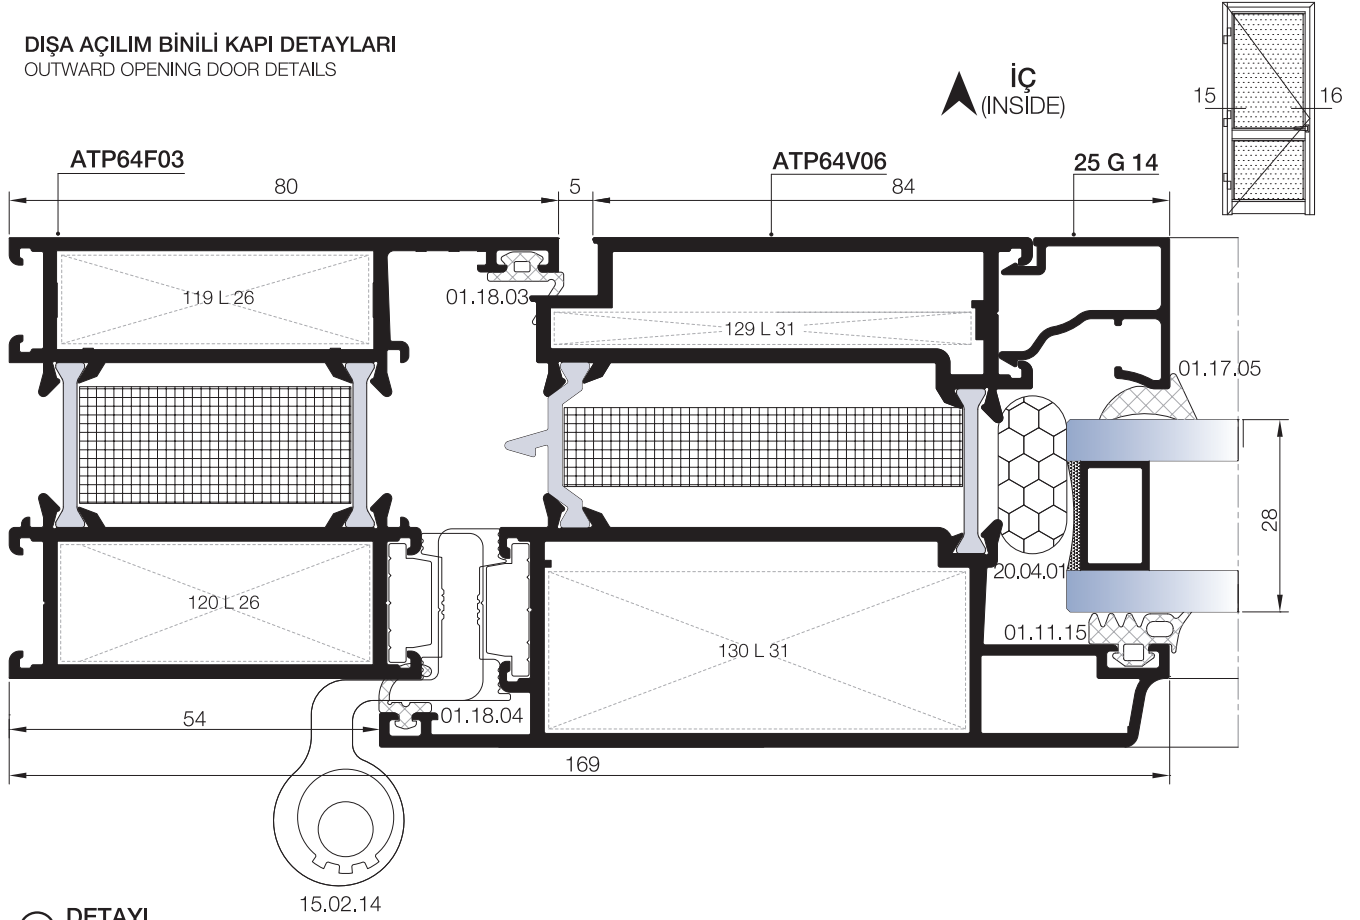 DIŞA AÇILIM BİNİLİ KAPI DETAYLARI
OUTWARD OPENING DOOR DETAILS
İÇ
(INSIDE)
15
16
ATP64F03
ATP64V06
25 G 14
80
5
84
119 L 26
01.18.03
129 L 31
01.17.05
28
120 L 26
20.04.01
01.11.15
130 L 31
54
01.18.04
169
15.02.14
DETAYI